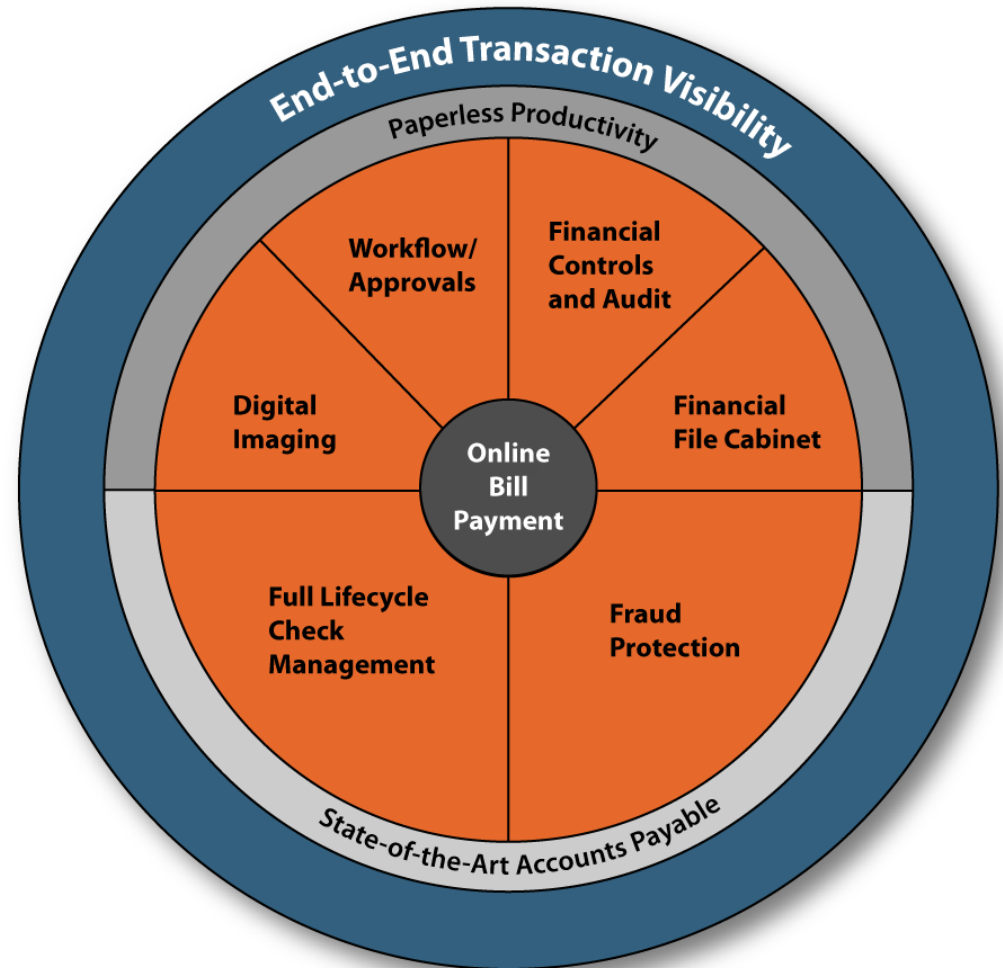 End-to-End Transaction Visibility
Paperless Productivity
Workflow/
Approvals
Financial
Controls
and Audit
Digital
Imaging
Financial
File Cabinet
Online
Bill
Payment
Full Lifecycle
Check
Management
Fraud
Protection
State-of-the-Art Accounts Payable